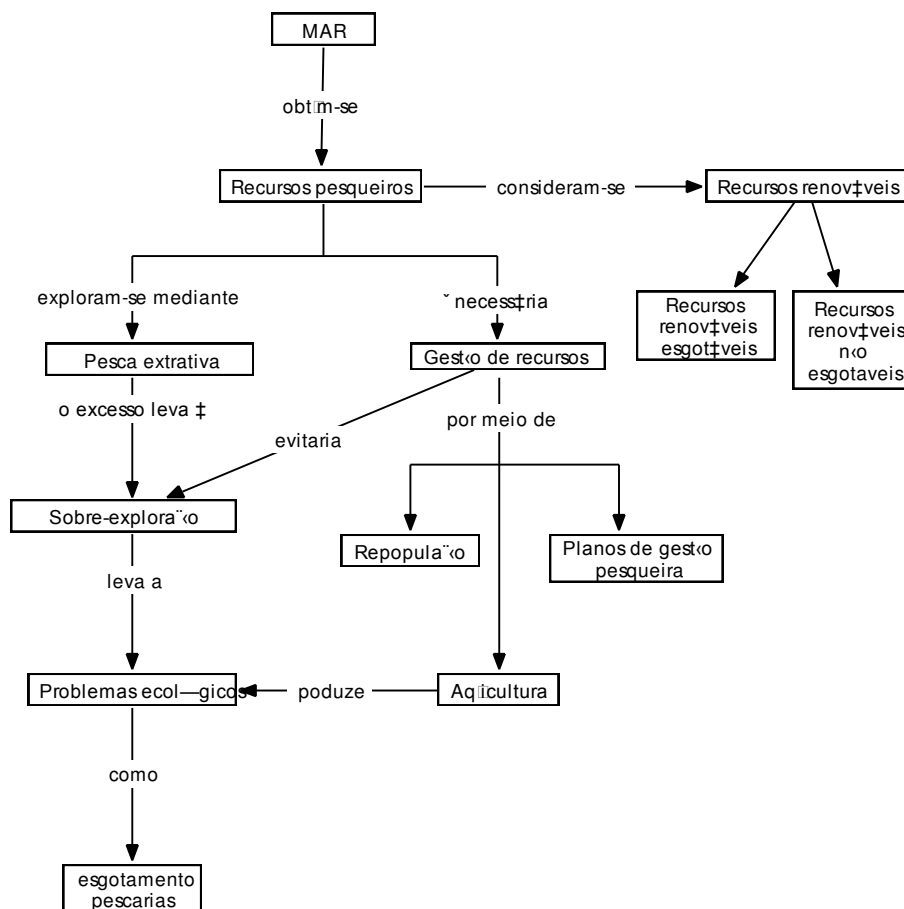 MAR
obt□m-se
Recursos pesqueiros
consideram-se
Recursos renov‡veis
exploram-se mediante
ˇ necess‡ria
Recursos
renov‡veis
esgot‡veis
Recursos
renov‡veis
n‹o
esgotaveis
Pesca extrativa
Gest‹o de recursos
o excesso leva ‡
evitaria
por meio de
Sobre-explora¨‹o
Repopula¨‹o
Planos de gest‹o
pesqueira
leva a
Problemas ecol—gicos
poduze
Aq□icultura
como
esgotamento
pescarias